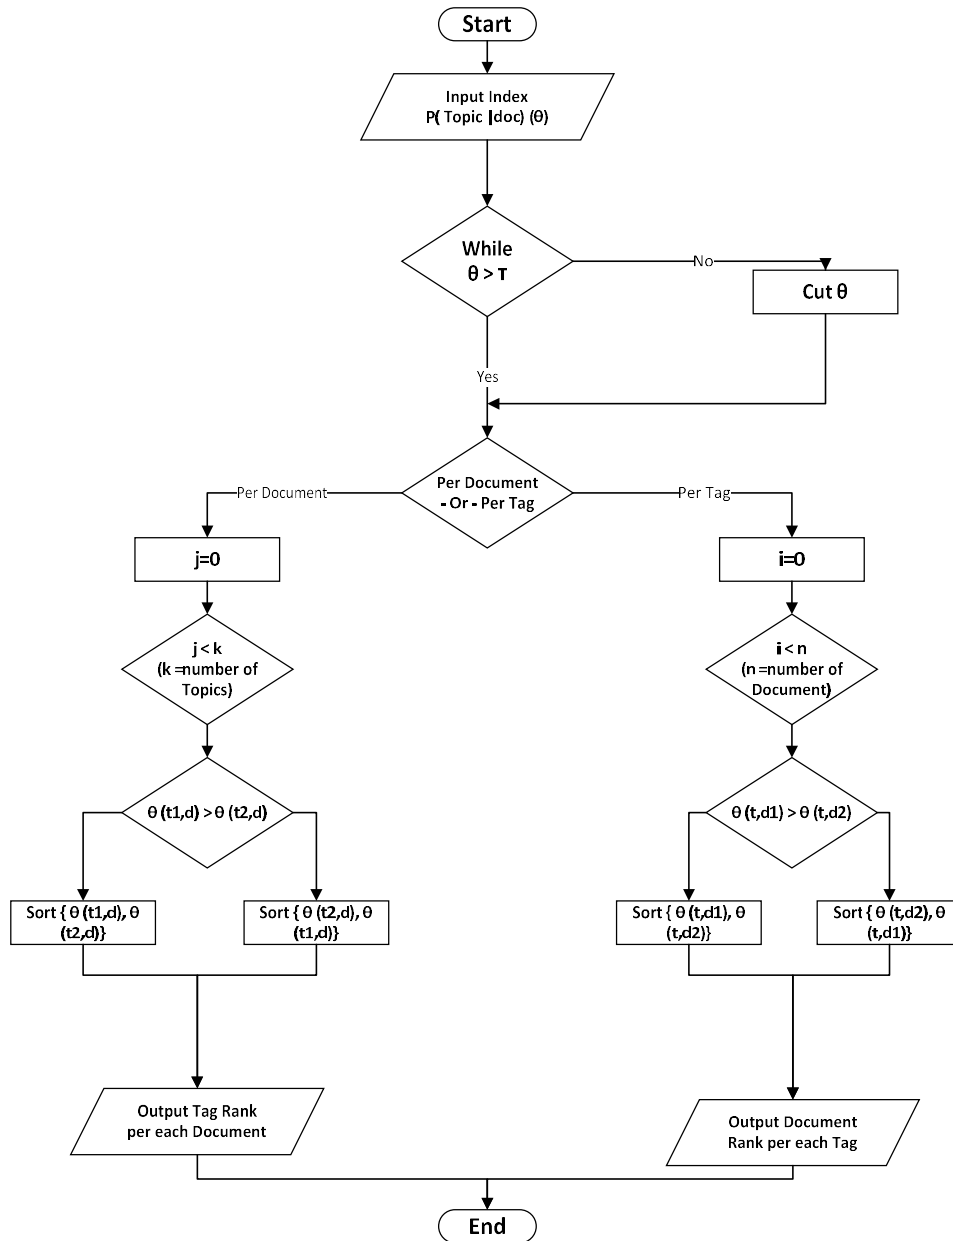 Start
Input Index
P( Topic |doc) (θ)
While
θ > T
No
Cut θ
Yes
Per Document
- Or - Per Tag
Per Document
Per Tag
j=0
i=0
j < k
(k =number of
Topics)
i < n
(n =number of
Document)
θ (t1,d) > θ (t2,d)
θ (t,d1) > θ (t,d2)
Sort { θ (t1,d), θ
(t2,d)}
Sort { θ (t2,d), θ
(t1,d)}
Sort { θ (t,d1), θ
(t,d2)}
Sort { θ (t,d2), θ
(t,d1)}
Output Tag Rank
per each Document
Output Document
Rank per each Tag
End